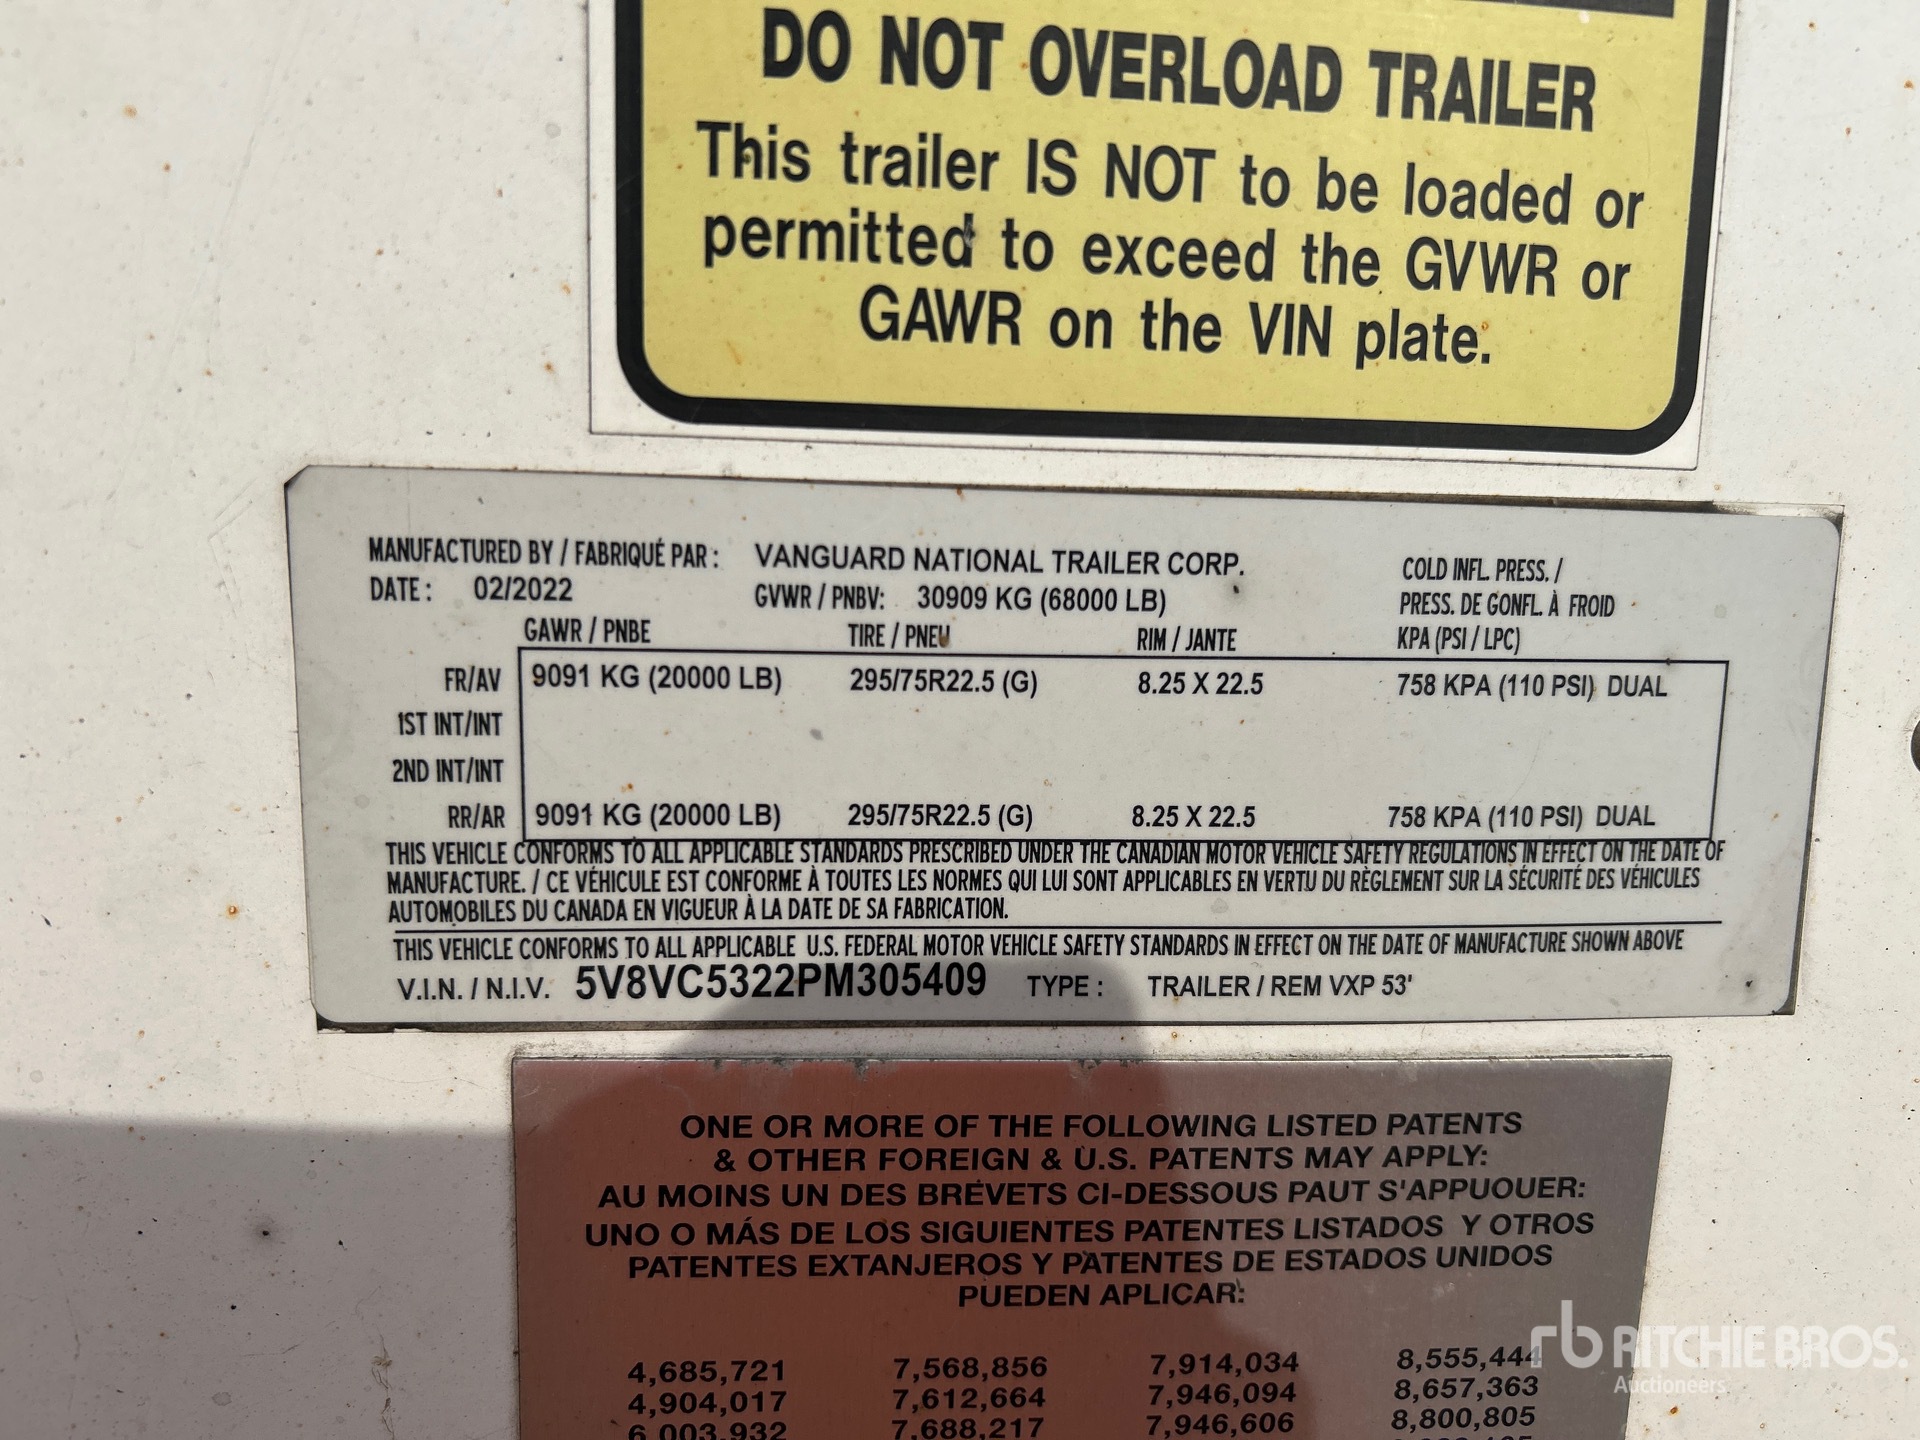 DO NOT OVERLOAD TRAILER
This trailer IS NOT to be loaded or
permitted to exceed the GVWR or
GAWR on the VIN plate.
MANUFACTURED BY / FABRIQUÉ PAR : VANGUARD NATIONAL TRAILER CORP. COLD INFL. PRESS. /
DATE : 02/2022 GVWR / PNBV: 30909 KG (68000 LB) PRESS. DE GONFL. À FROID
GAWR / PNBE TIRE / PNEU RIM / JANTE KPA (PSI / LPC)
FR/AV 9091 KG (20000 LB) 295/75R22.5 (G) 8.25 X 22.5 758 KPA (110 PSI) DUAL
1ST INT/INT
2ND INT/INT
RR/AR 9091 KG (20000 LB) 295/75R22.5 (G) 8.25 X 22.5 758 KPA (110 PSI) DUAL
THIS VEHICLE CONFORMS TO ALL APPLICABLE STANDARDS PRESCRIBED UNDER THE CANADIAN MOTOR VEHICLE SAFETY REGULATIONS IN EFFECT ON THE DATE OF
MANUFACTURE. / CE VÉHICULE EST CONFORME À TOUTES LES NORMES QUI LUI SONT APPLICABLES EN VERTU DU RÈGLEMENT SUR LA SÉCURITÉ DES VÉHICULES
AUTOMOBILES DU CANADA EN VIGUEUR À LA DATE DE SA FABRICATION.
THIS VEHICLE CONFORMS TO ALL APPLICABLE U.S. FEDERAL MOTOR VEHICLE SAFETY STANDARDS IN EFFECT ON THE DATE OF MANUFACTURE SHOWN ABOVE
V.I.N. / N.I.V. 5V8VC5322PM305409 TYPE : TRAILER / REM VXP 53'
ONE OR MORE OF THE FOLLOWING LISTED PATENTS
& OTHER FOREIGN & U.S. PATENTS MAY APPLY:
AU MOINS UN DES BRÉVETS CI-DESSOUS PAUT S'APPUOUER:
UNO O MÁS DE LOS SIGUIENTES PATENTES LISTADOS Y OTROS
PATENTES EXTANJEROS Y PATENTES DE ESTADOS UNIDOS
PUEDEN APLICAR:
4,685,721 7,568,856 7,914,034 8,555,444
4,904,017 7,612,664 7,946,094 8,657,363
6,003,932 7,688,217 7,946,606 8,800,805
rb RITCHIE BROS.
Auctioneers